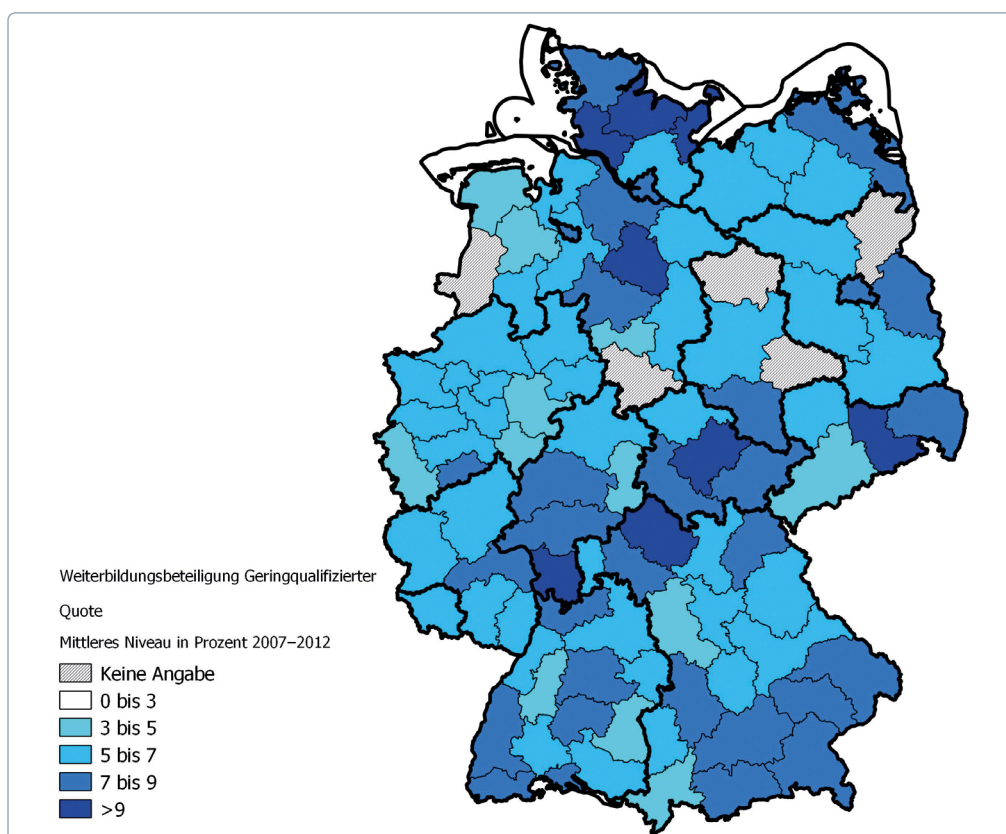 Weiterbildungsbeteiligung Geringqualifizierter
Quote
Mittleres Niveau in Prozent 2007–2012
Keine Angabe
0 bis 3
3 bis 5
5 bis 7
7 bis 9
>9